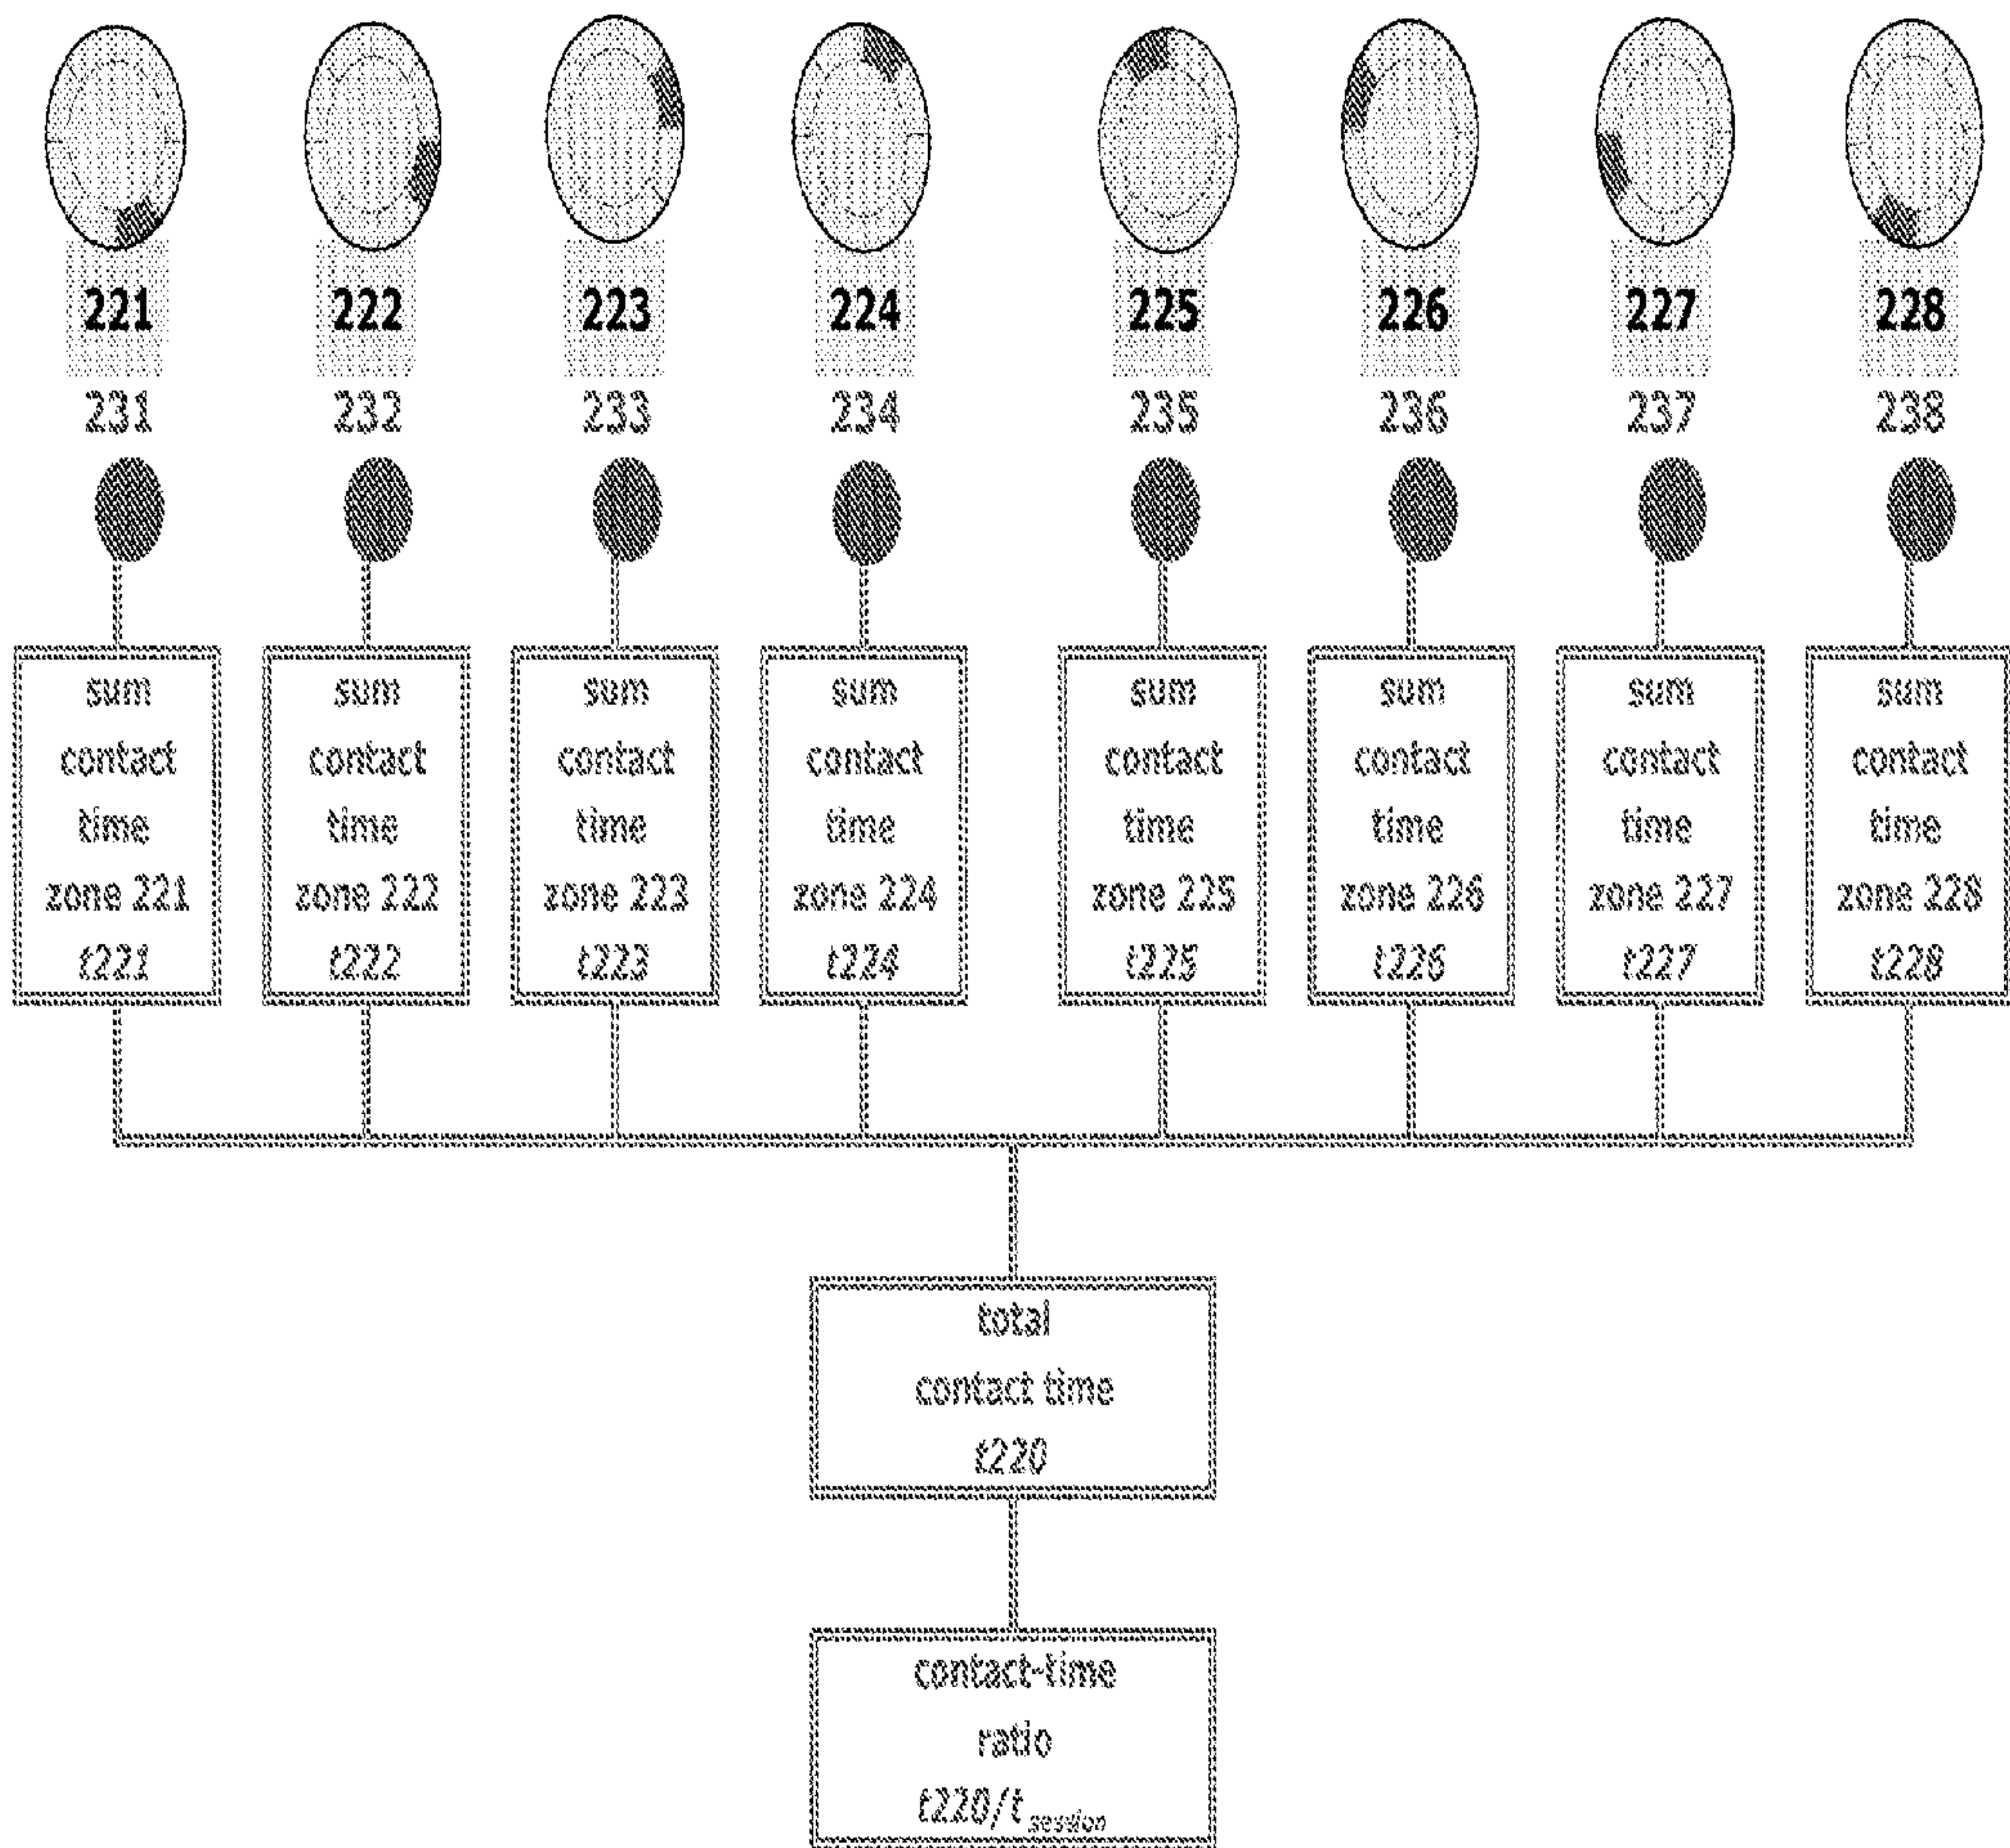 221 222 223 224 225 226 227 228
231 232 233 234 235 236 237 238
sum sum sum sum sum sum sum sum
contact contact contact contact contact contact contact contact
time time time time time time time time
zone 221 zone 222 zone 223 zone 224 zone 225 zone 226 zone 227 zone 228
t221 t222 t223 t224 t225 t226 t227 t228
total
contact time
t220
contact-time
ratio
t220/t session